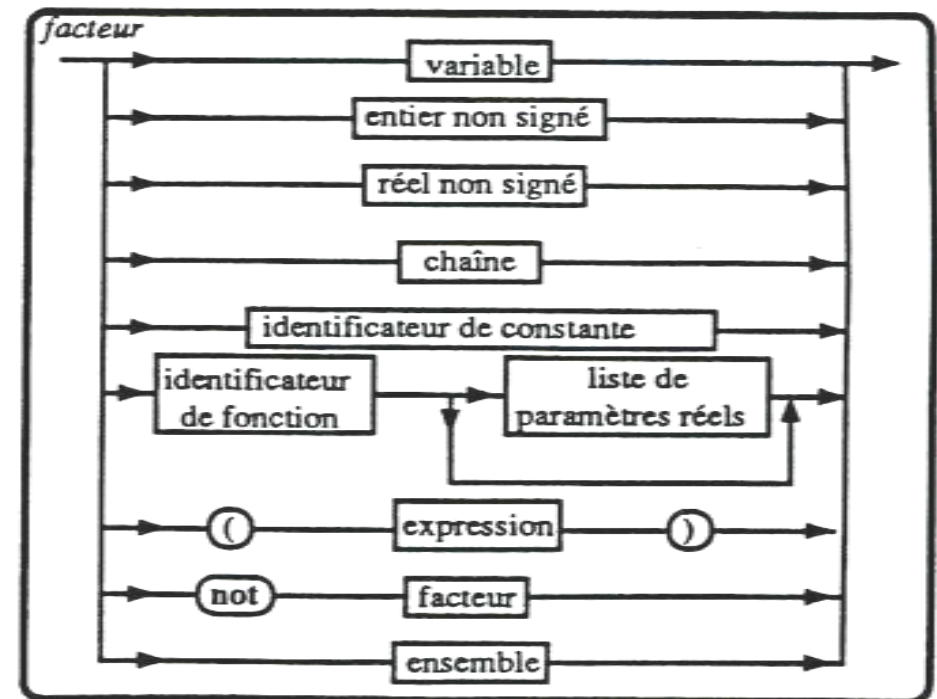 facteur
variable
entier non signé
réel non signé
chaîne
identificateur de constante
identificateur
de fonction
liste de
paramètres réels
( expression )
not facteur
ensemble